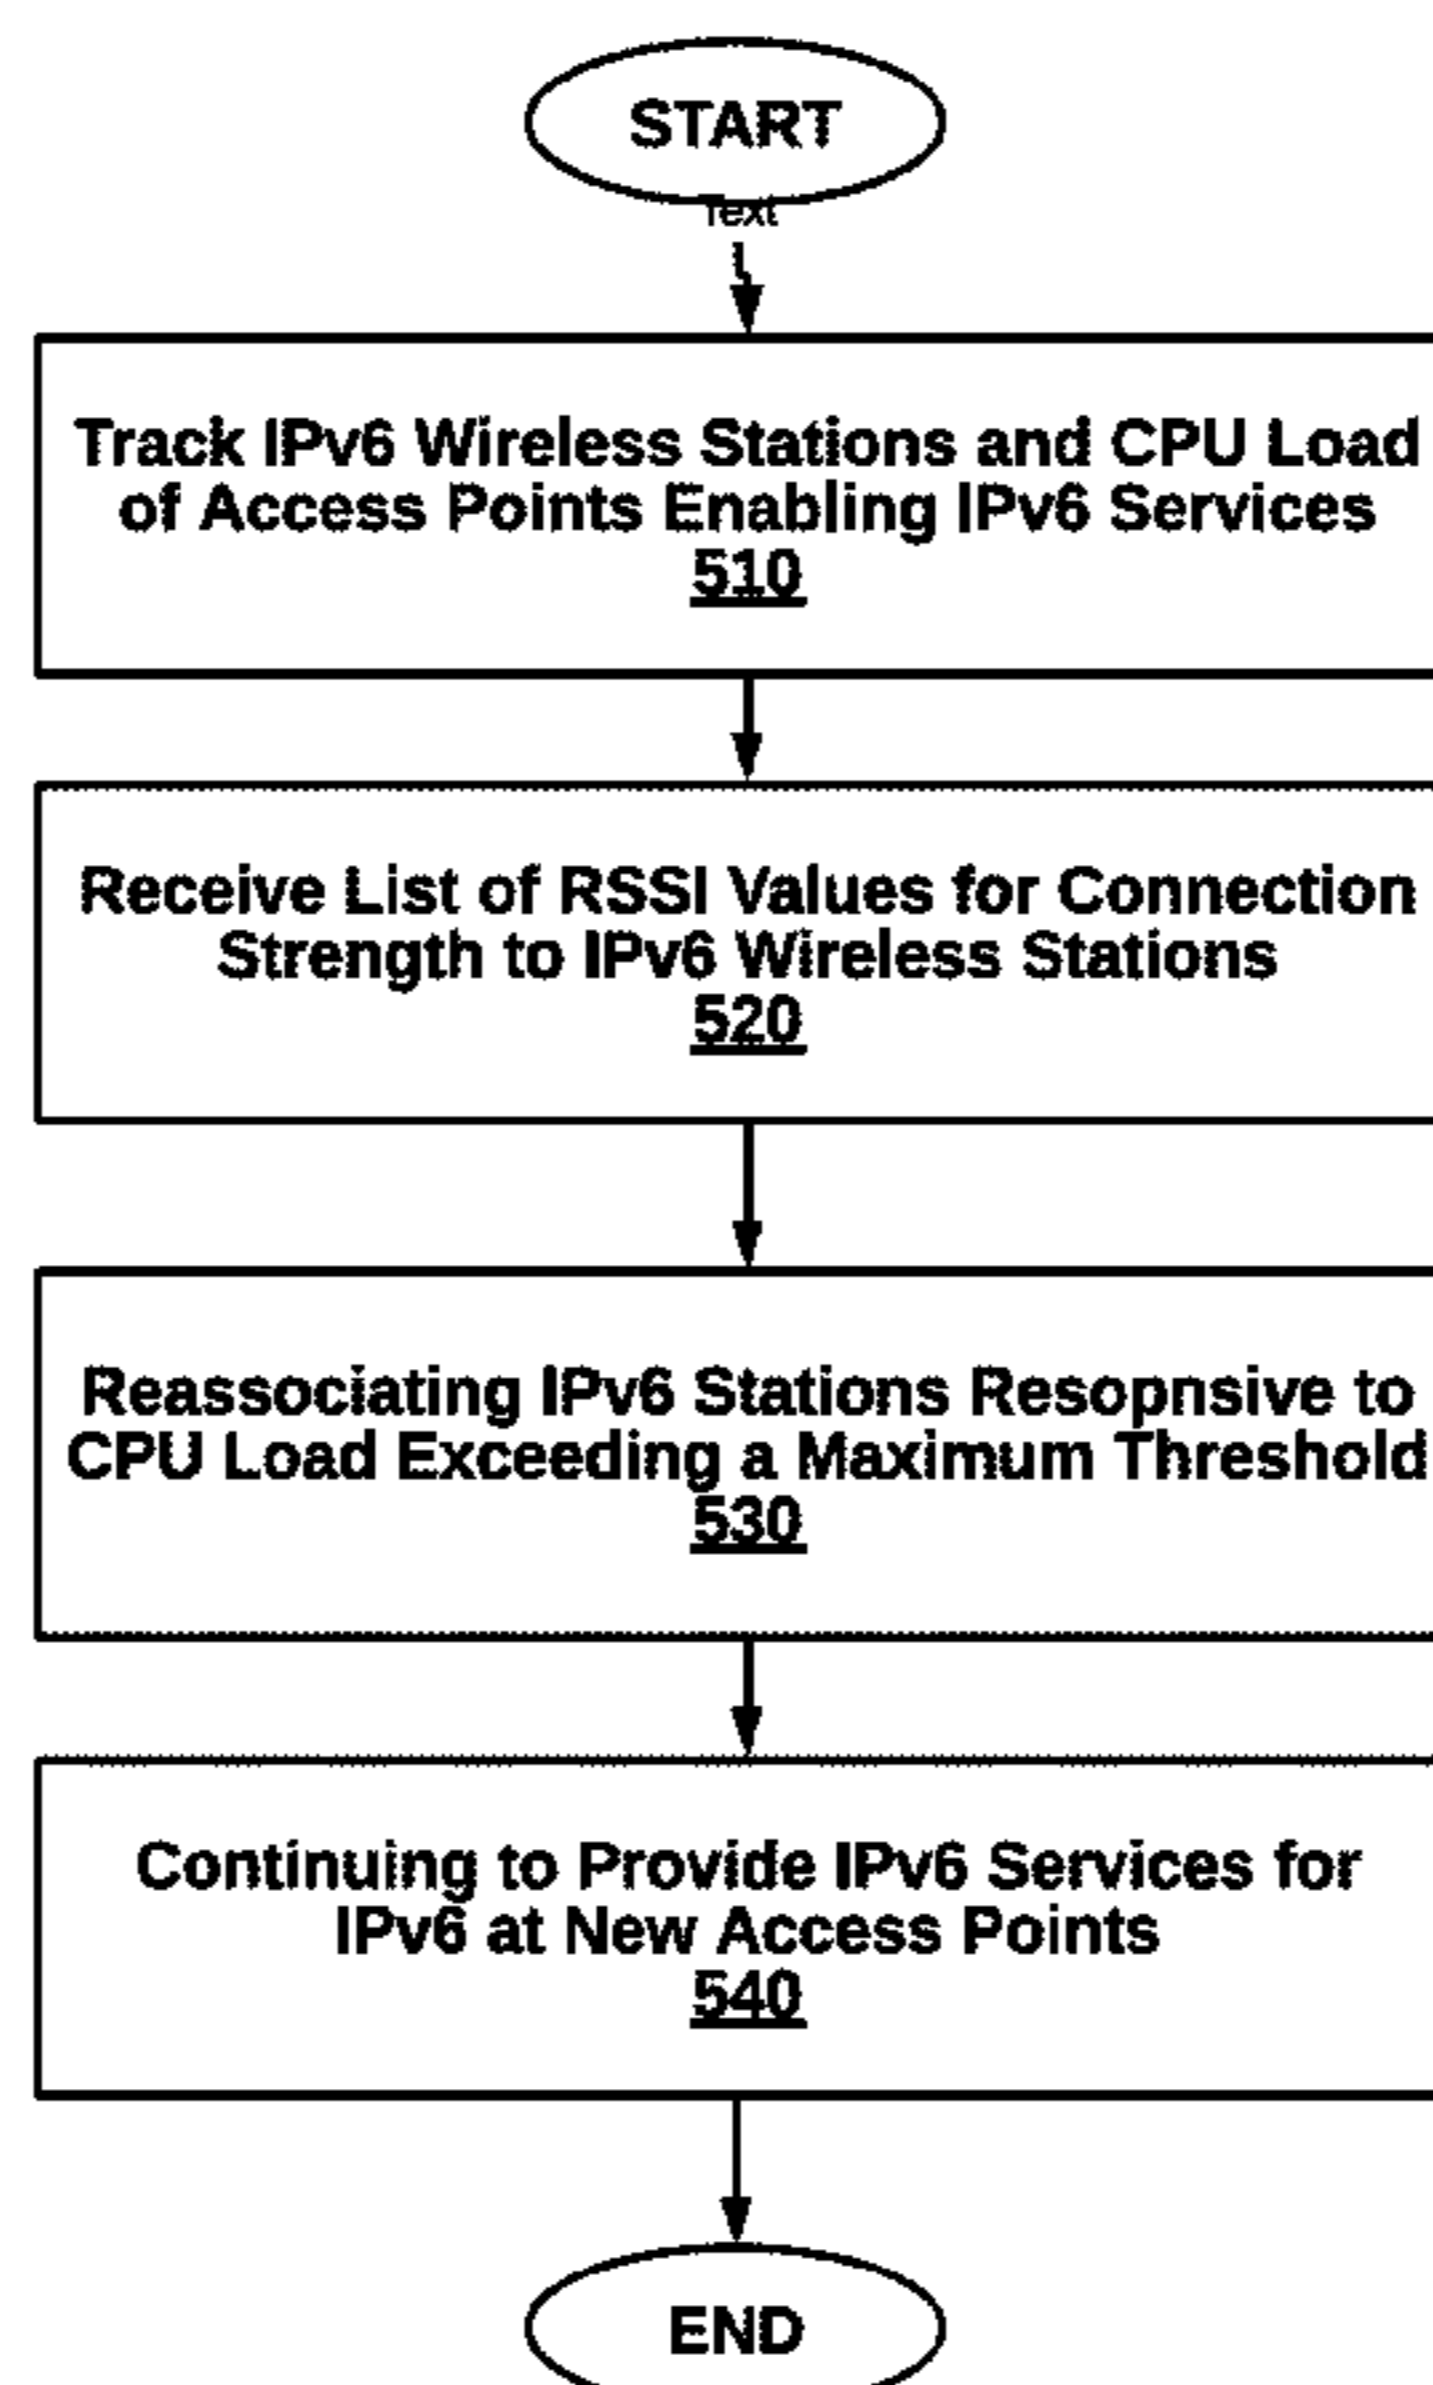 START
Text
Track IPv6 Wireless Stations and CPU Load
of Access Points Enabling IPv6 Services
510
Receive List of RSSI Values for Connection
Strength to IPv6 Wireless Stations
520
Reassociating IPv6 Stations Resopnsive to
CPU Load Exceeding a Maximum Threshold
530
Continuing to Provide IPv6 Services for
IPv6 at New Access Points
540
END